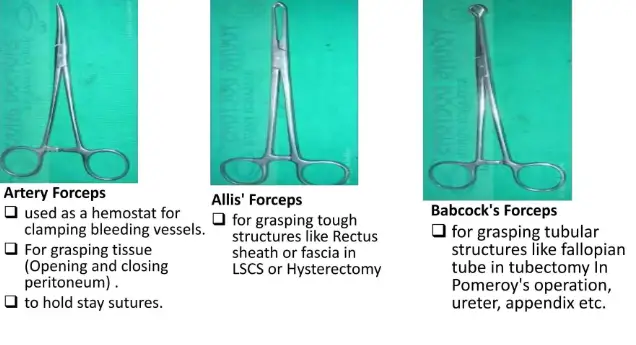 Artery Forceps
❑ used as a hemostat for
clamping bleeding vessels.
❑ For grasping tissue
(Opening and closing
peritoneum) .
❑ to hold stay sutures.
Allis' Forceps
❑ for grasping tough
structures like Rectus
sheath or fascia in
LSCS or Hysterectomy
Babcock's Forceps
❑ for grasping tubular
structures like fallopian
tube in tubectomy In
Pomeroy's operation,
ureter, appendix etc.